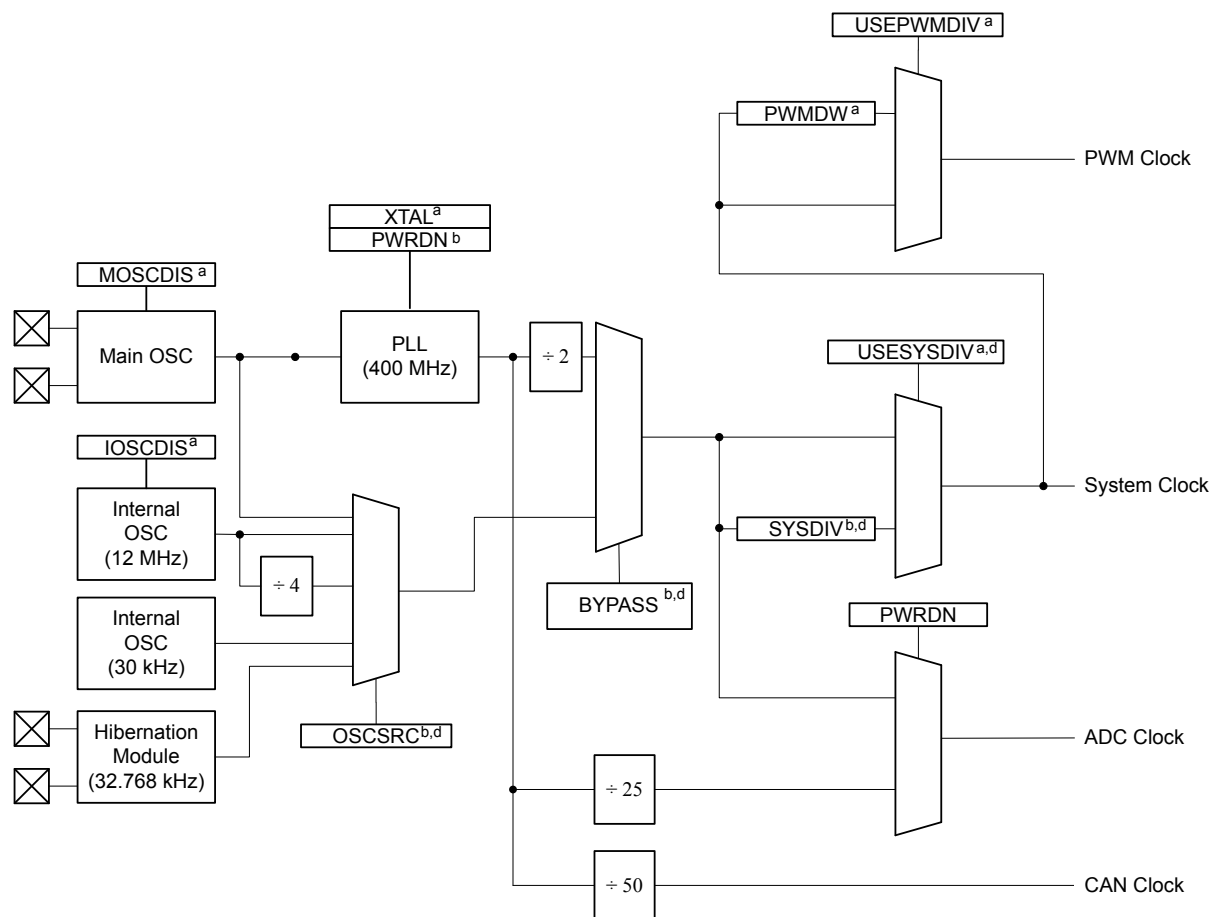 USEPWMDIV a
PWMDW a
PWM Clock
XTAL a
PWRDN b
MOSCDIS a
Main OSC
PLL
(400 MHz)
÷ 2
USESYSDIV a,d
IOSCDIS a
Internal
OSC
(12 MHz)
÷ 4
System Clock
SYSDIV b,d
BYPASS b,d
Internal
OSC
(30 kHz)
PWRDN
OSCSRC b,d
Hibernation
Module
(32.768 kHz)
ADC Clock
÷ 25
÷ 50
CAN Clock